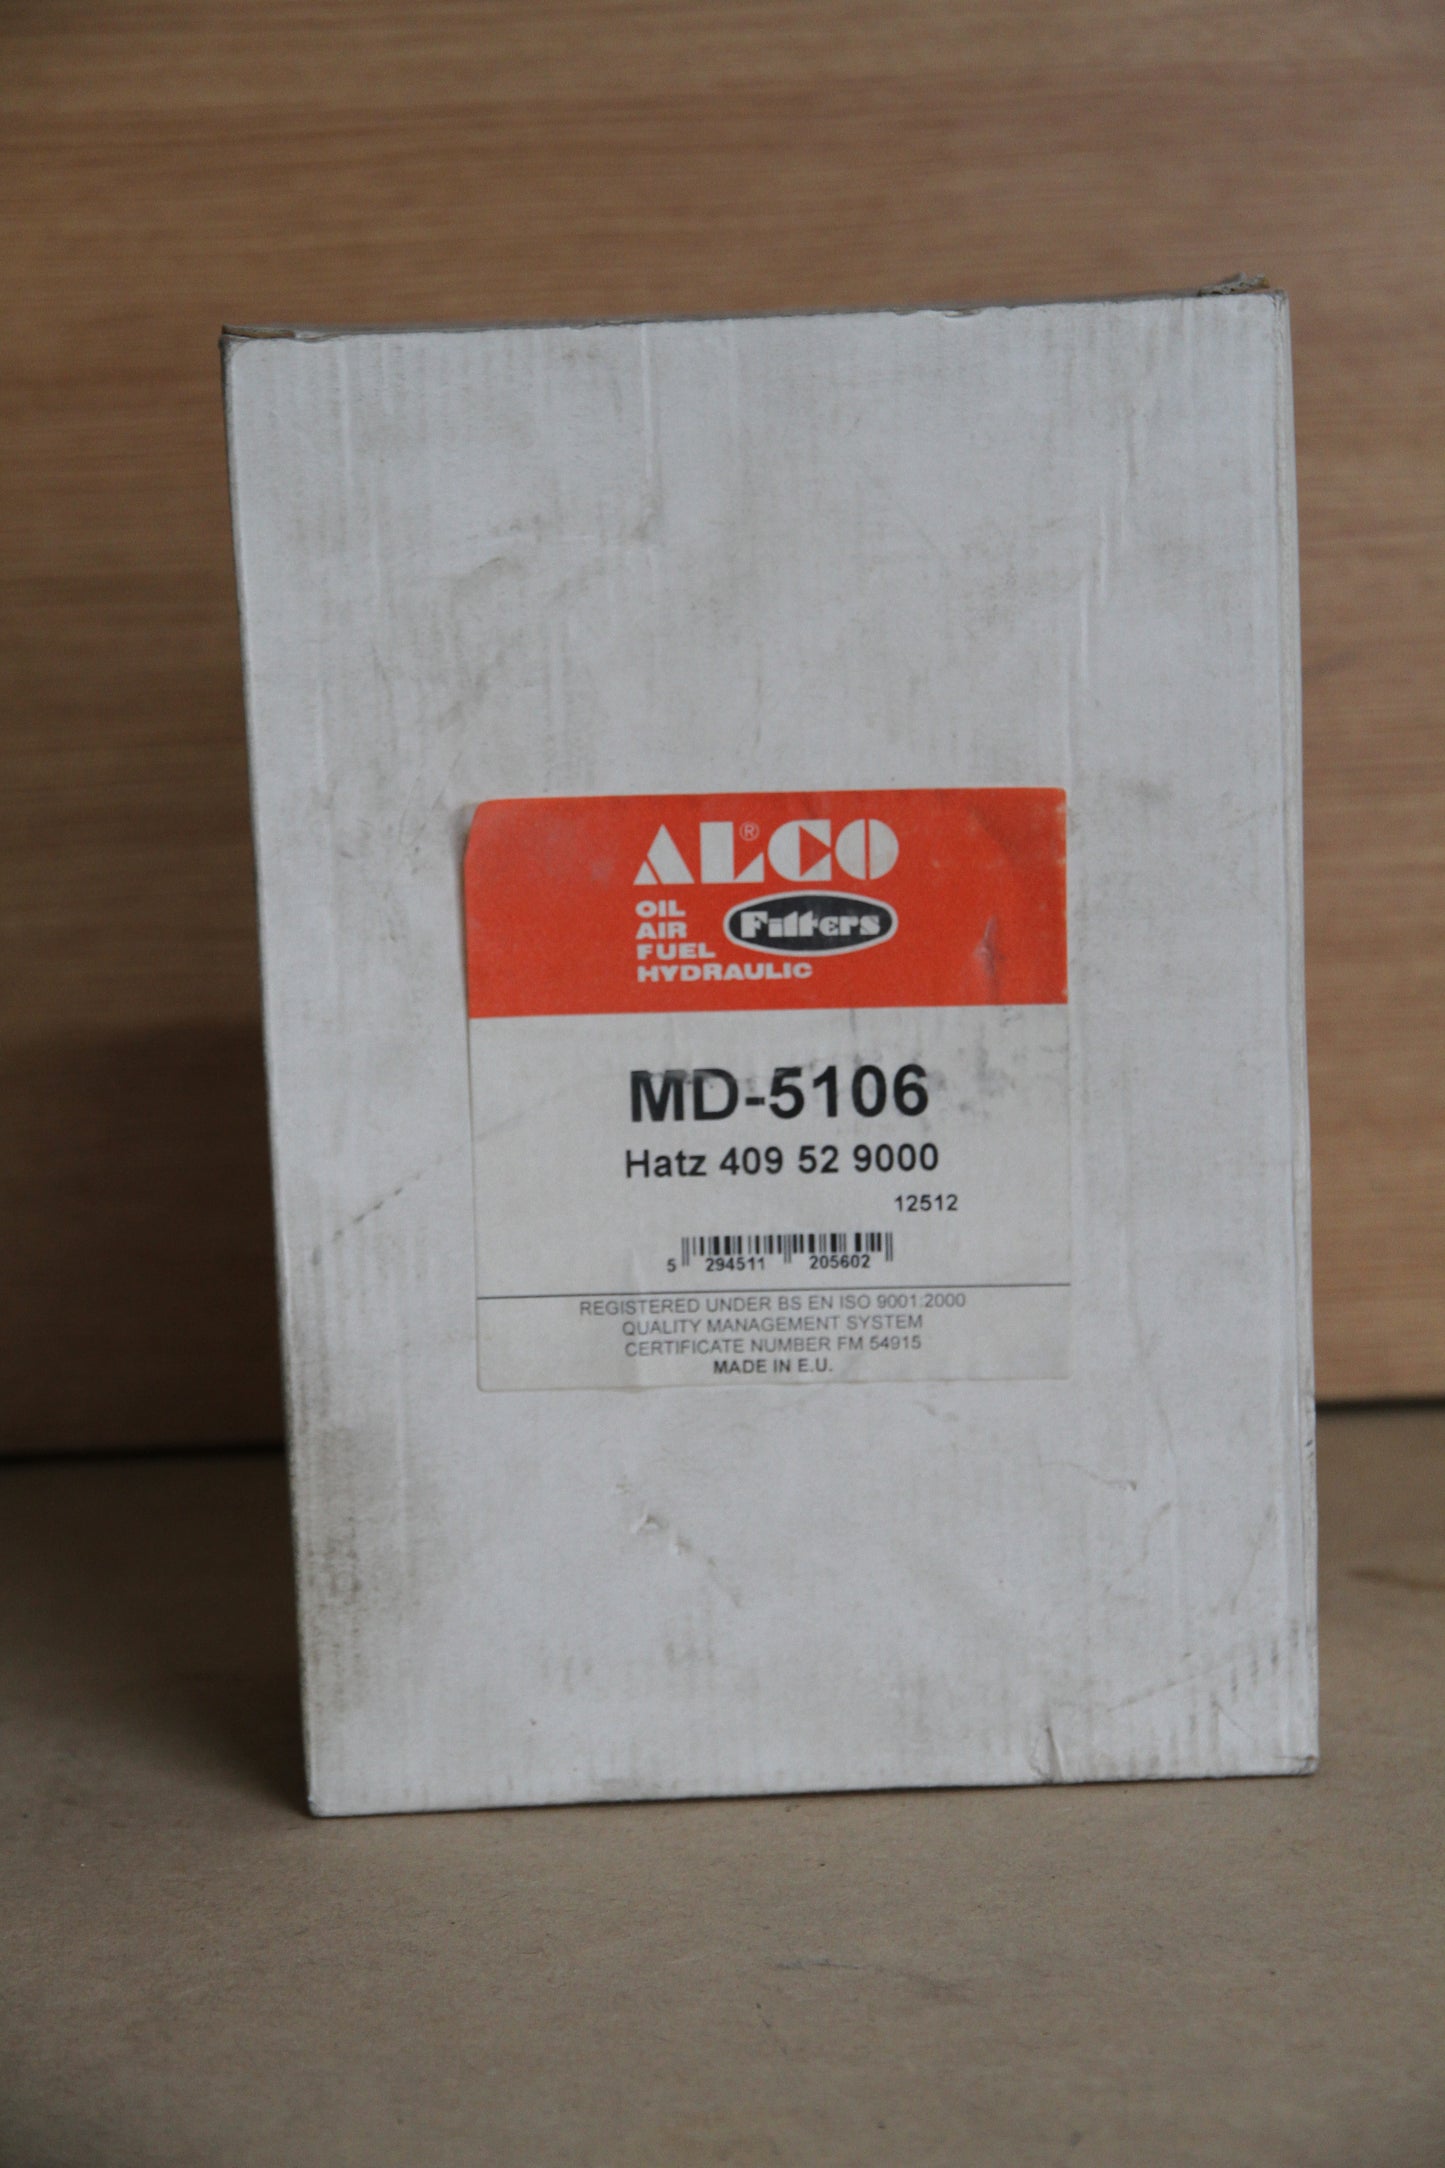 ALCO®
OIL
AIR
FUEL
HYDRAULIC
Filters
MD-5106
Hatz 409 52 9000
12512
5 294511 205602
REGISTERED UNDER BS EN ISO 9001:2000
QUALITY MANAGEMENT SYSTEM
CERTIFICATE NUMBER FM 54915
MADE IN E.U.